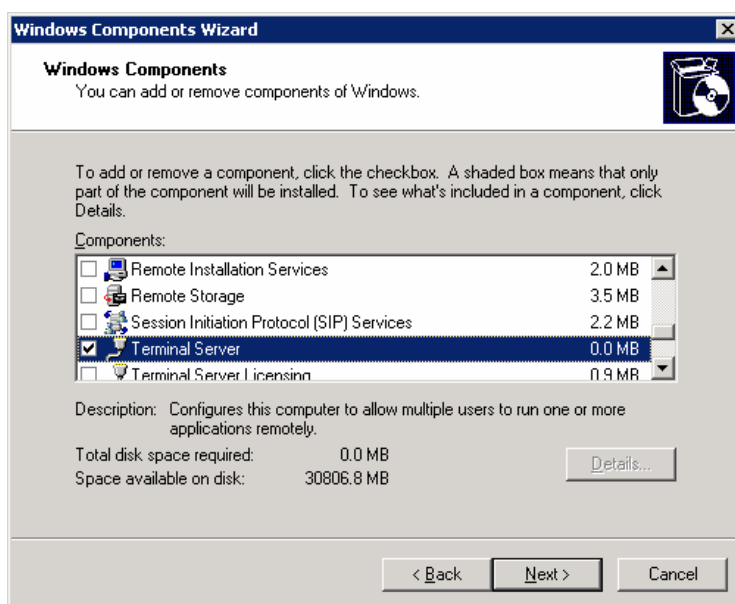 Windows Components Wizard
Windows Components
You can add or remove components of Windows.
To add or remove a component, click the checkbox. A shaded box means that only
part of the component will be installed. To see what's included in a component, click
Details.
Components:
Remote Installation Services 2.0 MB
Remote Storage 3.5 MB
Session Initiation Protocol (SIP) Services 2.2 MB
Terminal Server 0.0 MB
Terminal Server Licensing 0.9 MB
Description: Configures this computer to allow multiple users to run one or more
applications remotely.
Total disk space required: 0.0 MB
Space available on disk: 30806.8 MB
Details...
< Back Next > Cancel